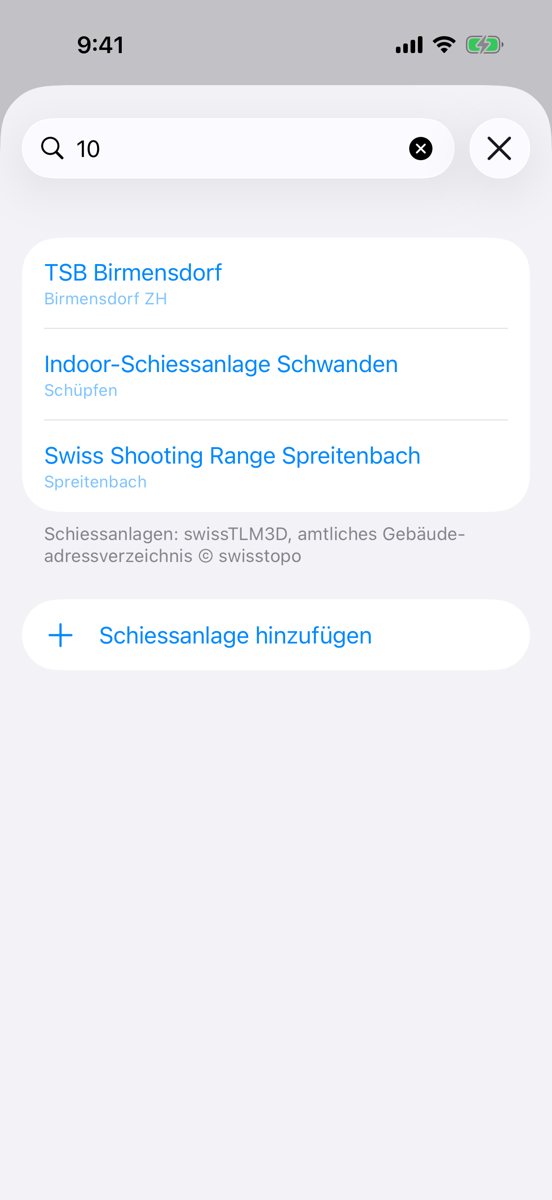 9:41
10
TSB Birmensdorf
Birmensdorf ZH
Indoor-Schiessanlage Schwanden
Schüpfen
Swiss Shooting Range Spreitenbach
Spreitenbach
Schiessanlagen: swissTLM3D, amtliches Gebäude-
adressverzeichnis © swisstopo
Schiessanlage hinzufügen